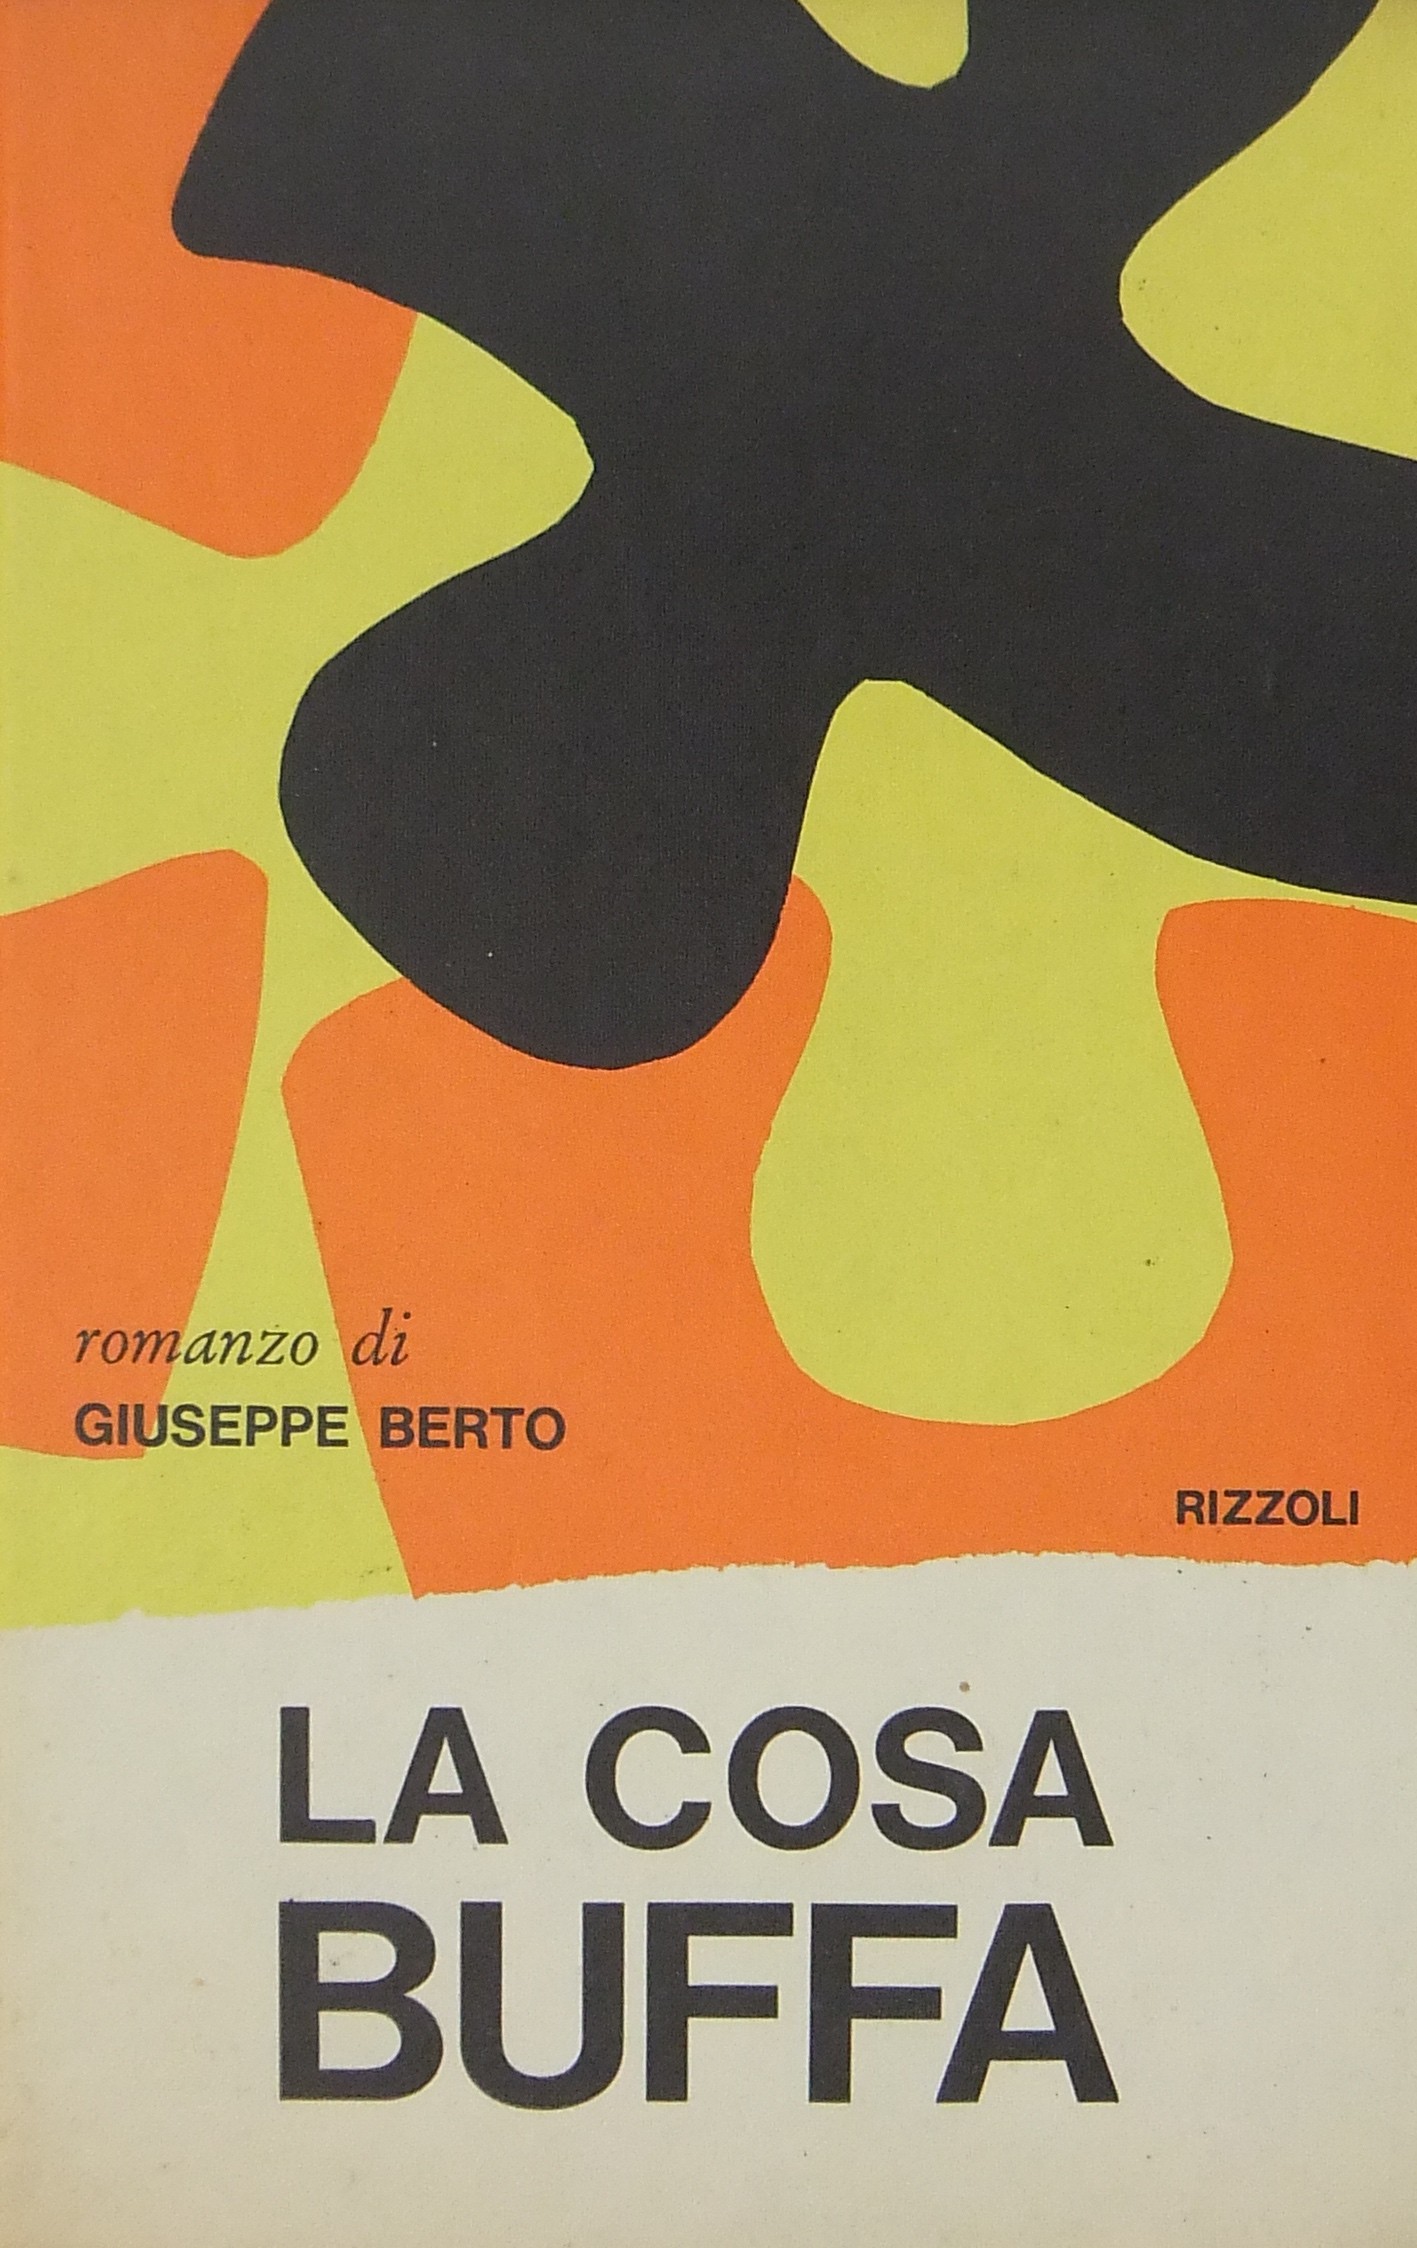 romanzo di
GIUSEPPE BERTO
RIZZOLI
LA COSA
BUFFA